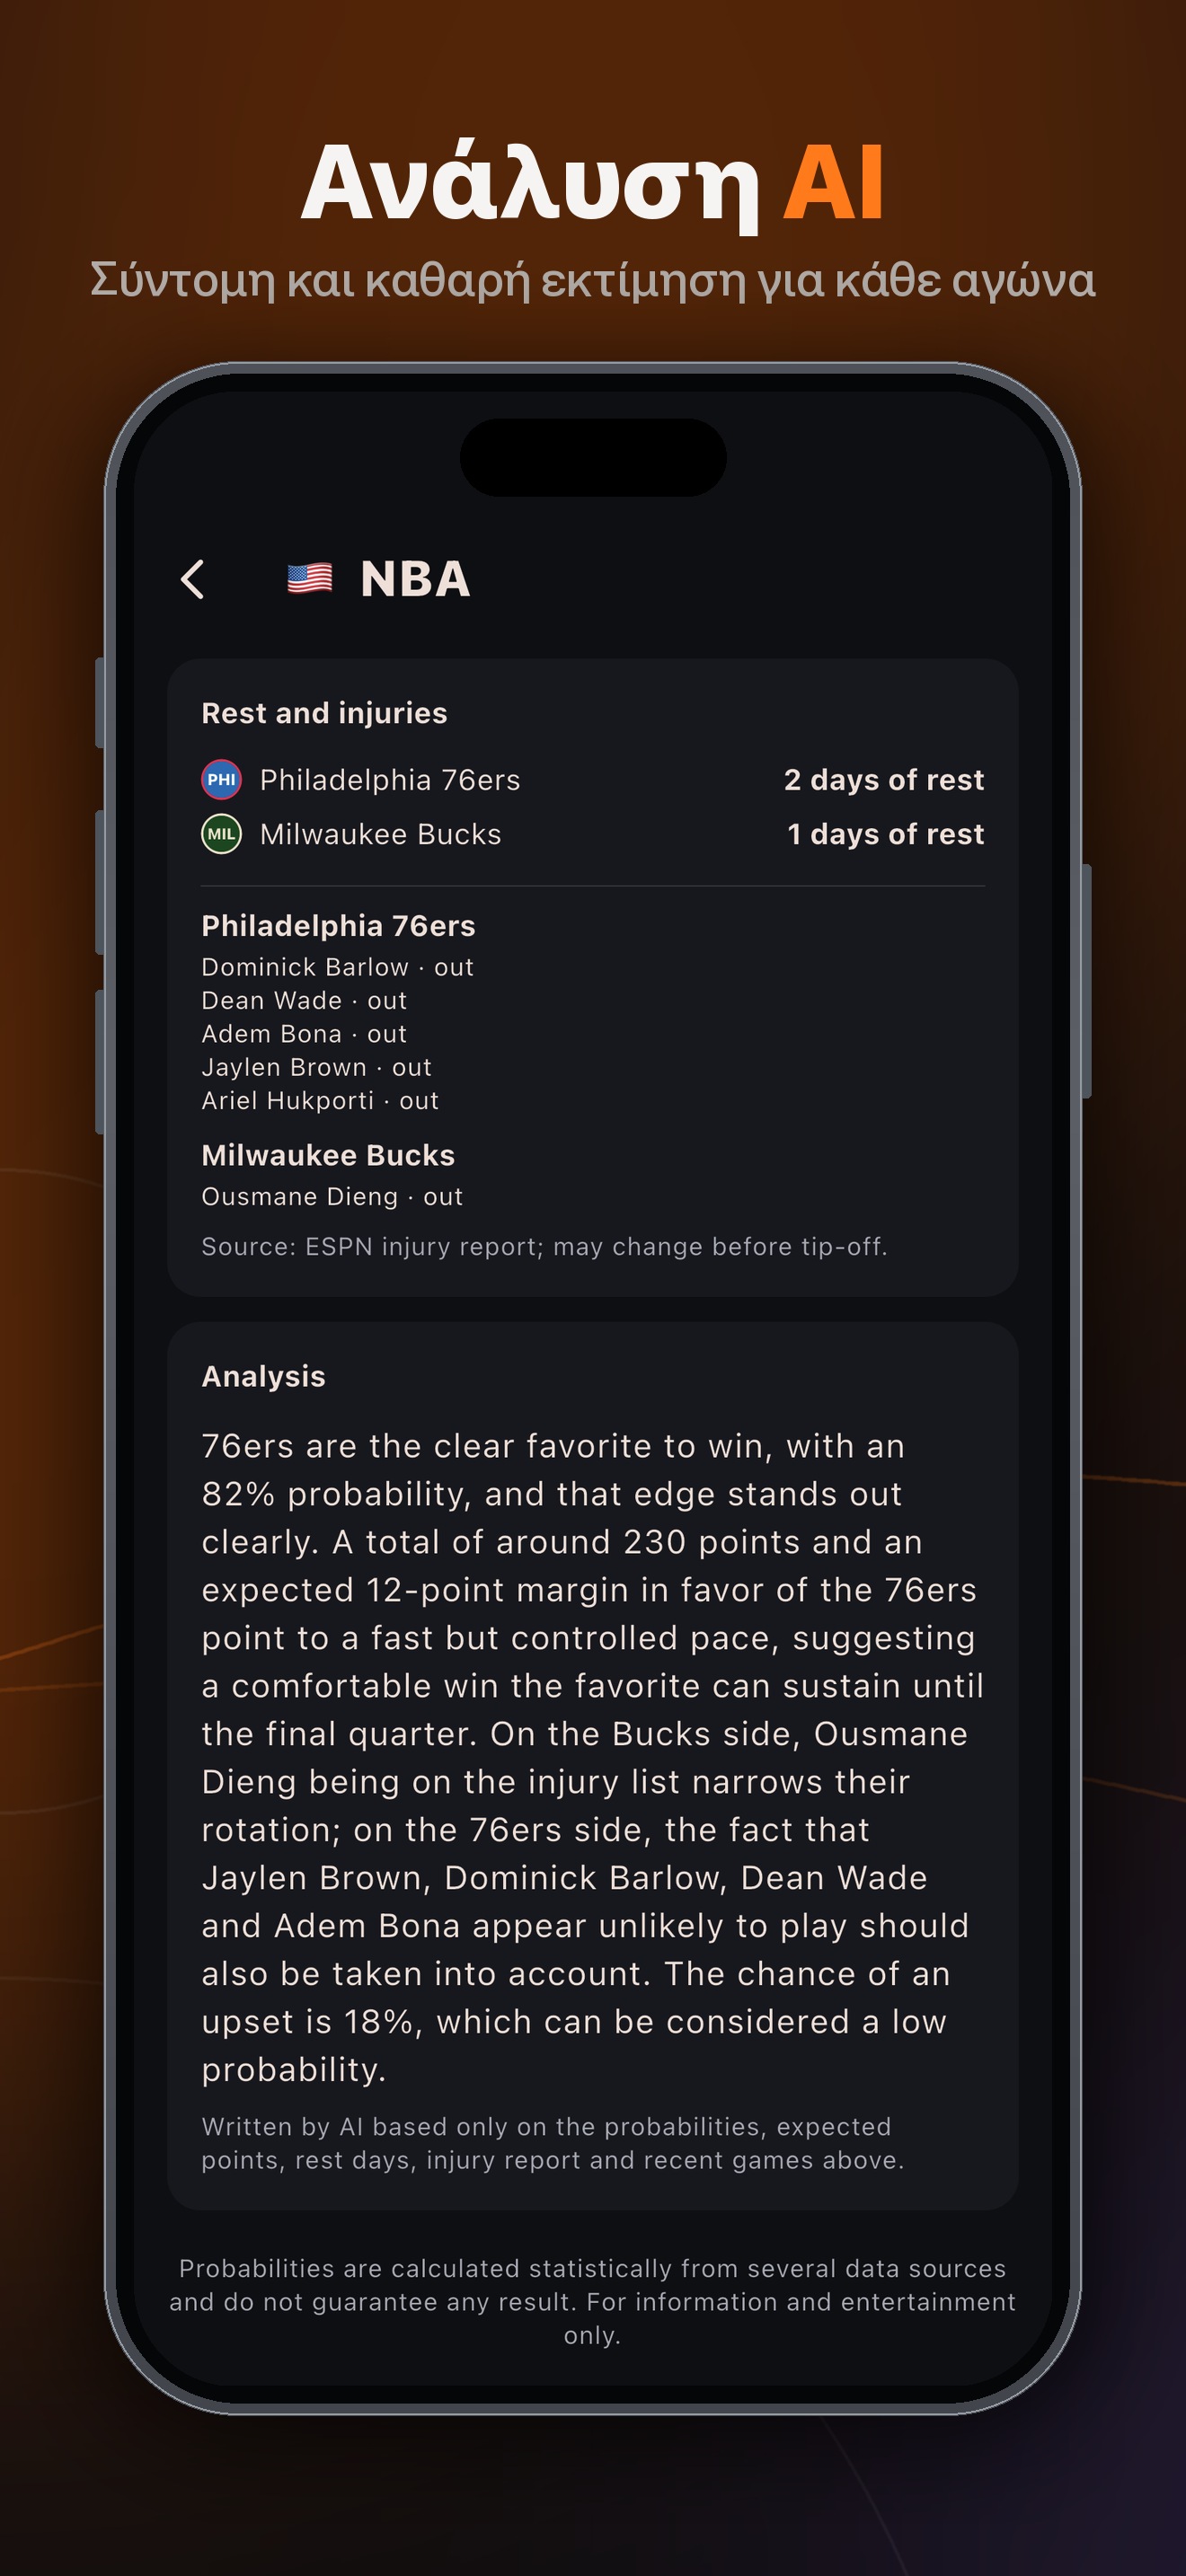 Ανάλυση AI
Σύντομη και καθαρή εκτίμηση για κάθε αγώνα
NBA
Rest and injuries
PHI Philadelphia 76ers 2 days of rest
MIL Milwaukee Bucks 1 days of rest
Philadelphia 76ers
Dominick Barlow · out
Dean Wade · out
Adem Bona · out
Jaylen Brown · out
Ariel Hukporti · out
Milwaukee Bucks
Ousmane Dieng · out
Source: ESPN injury report; may change before tip-off.
Analysis
76ers are the clear favorite to win, with an
82% probability, and that edge stands out
clearly. A total of around 230 points and an
expected 12-point margin in favor of the 76ers
point to a fast but controlled pace, suggesting
a comfortable win the favorite can sustain until
the final quarter. On the Bucks side, Ousmane
Dieng being on the injury list narrows their
rotation; on the 76ers side, the fact that
Jaylen Brown, Dominick Barlow, Dean Wade
and Adem Bona appear unlikely to play should
also be taken into account. The chance of an
upset is 18%, which can be considered a low
probability.
Written by AI based only on the probabilities, expected
points, rest days, injury report and recent games above.
Probabilities are calculated statistically from several data sources
and do not guarantee any result. For information and entertainment
only.